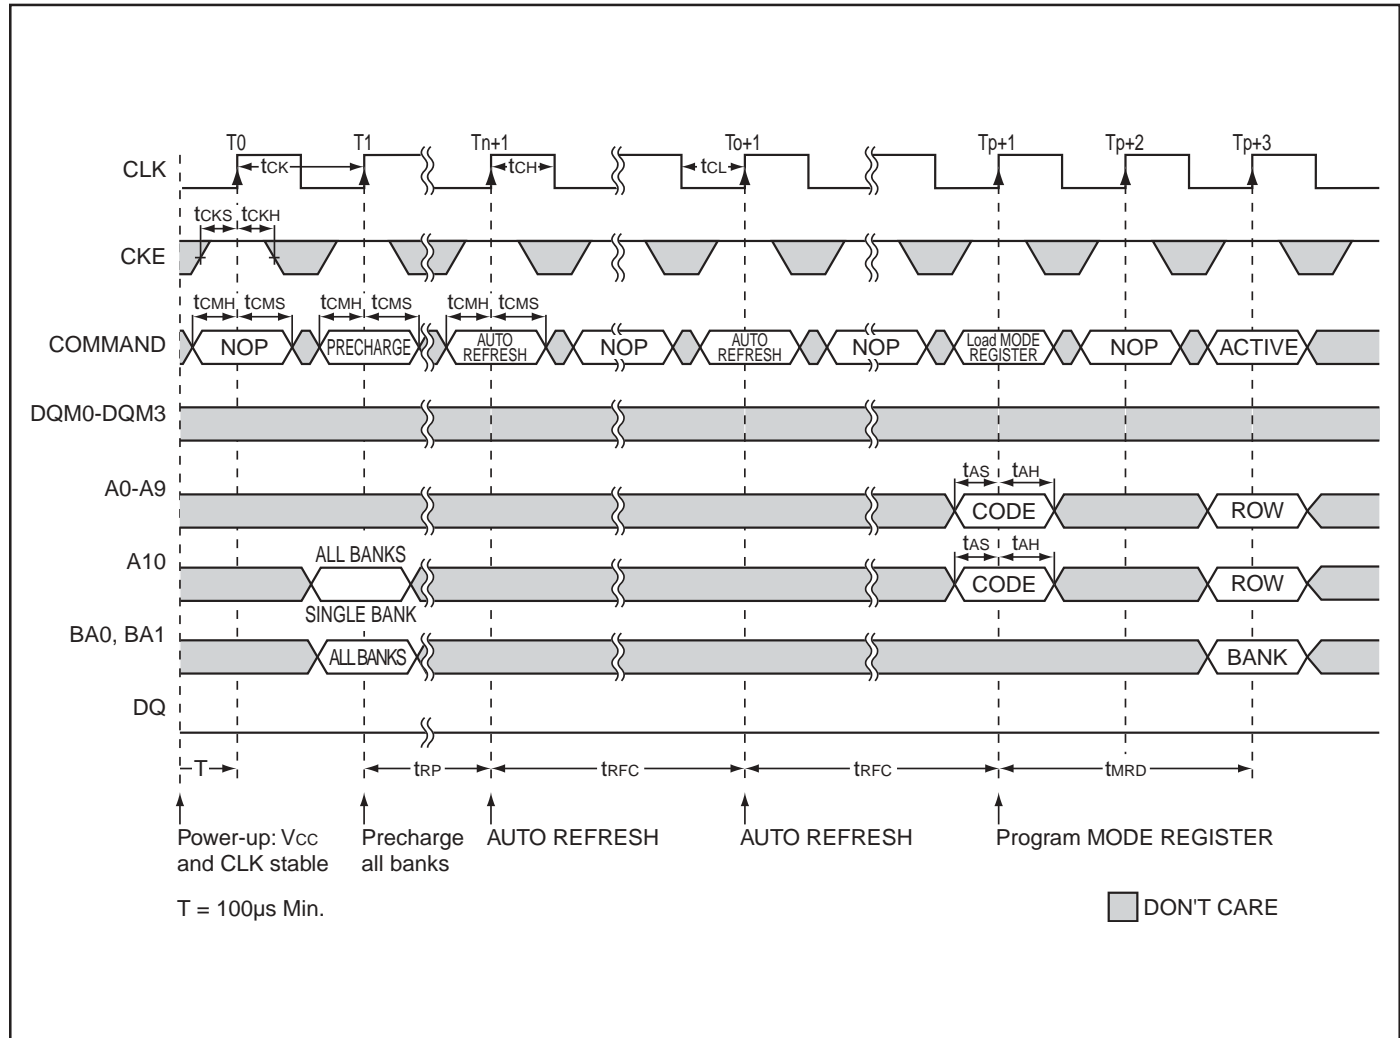 T0 T1 Tn+1 To+1 Tp+1 Tp+2 Tp+3
CLK tCK tCH tCL
tCKS tCKH
CKE
tCMH tCMS tCMH tCMS tCMH tCMS
COMMAND NOP PRECHARGE AUTO REFRESH NOP AUTO REFRESH NOP Load MODE REGISTER NOP ACTIVE
DQM0-DQM3
tAS tAH
A0-A9 CODE ROW
ALL BANKS tAS tAH
A10 CODE ROW
SINGLE BANK
BA0, BA1 ALL BANKS BANK
DQ
T tRP tRFC tRFC tMRD
Power-up: VCC
and CLK stable
Precharge
all banks
AUTO REFRESH
AUTO REFRESH
Program MODE REGISTER
T = 100µs Min.
DON'T CARE